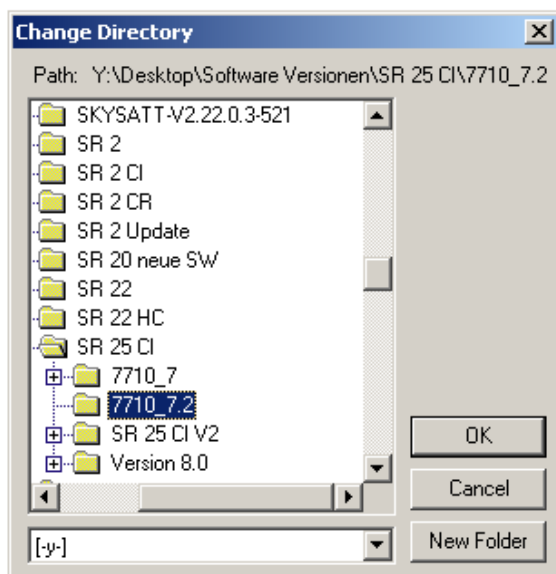 Change Directory
Path: Y:\Desktop\Software Versionen\SR 25 CI\7710_7.2
SKYSATT-V2.22.0.3-521
SR 2
SR 2 CI
SR 2 CR
SR 2 Update
SR 20 neue SW
SR 22
SR 22 HC
SR 25 CI
7710_7
7710_7.2
SR 25 CI V2
Version 8.0
OK
Cancel
[-y-]
New Folder